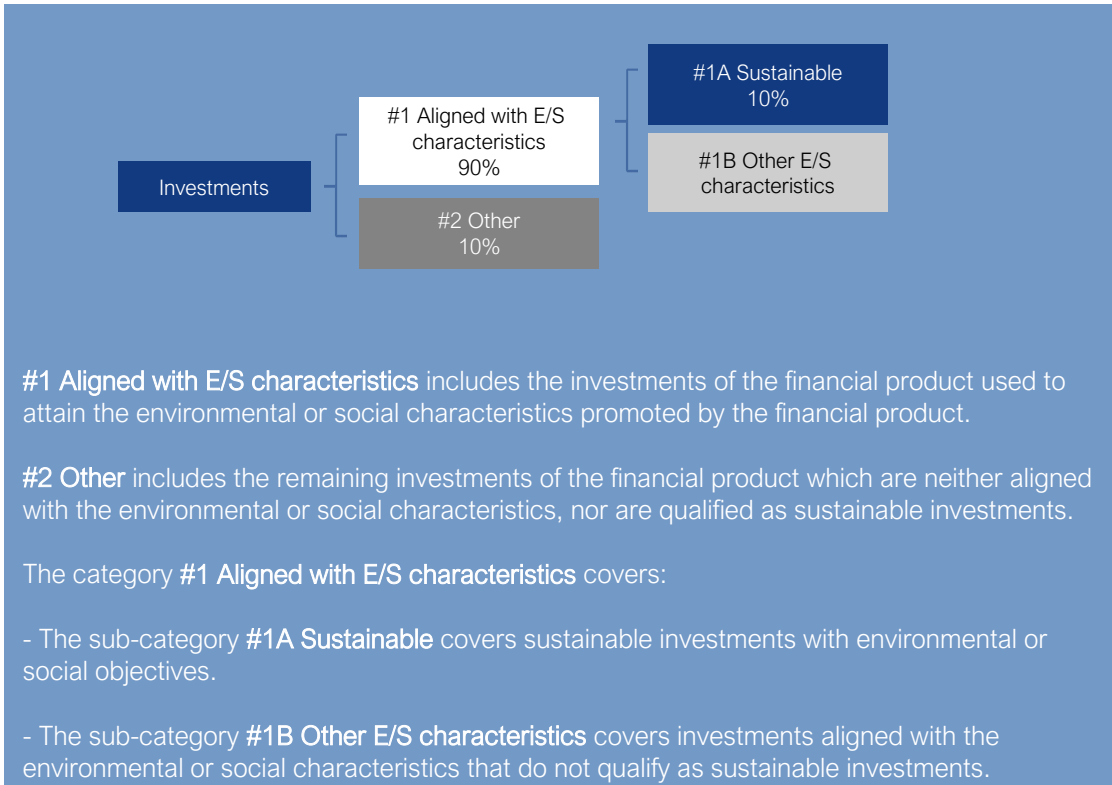 Investments
#1 Aligned with E/S
characteristics
90%
#2 Other
10%
#1A Sustainable
10%
#1B Other E/S
characteristics
#1 Aligned with E/S characteristics includes the investments of the financial product used to
attain the environmental or social characteristics promoted by the financial product.
#2 Other includes the remaining investments of the financial product which are neither aligned
with the environmental or social characteristics, nor are qualified as sustainable investments.
The category #1 Aligned with E/S characteristics covers:
- The sub-category #1A Sustainable covers sustainable investments with environmental or
social objectives.
- The sub-category #1B Other E/S characteristics covers investments aligned with the
environmental or social characteristics that do not qualify as sustainable investments.